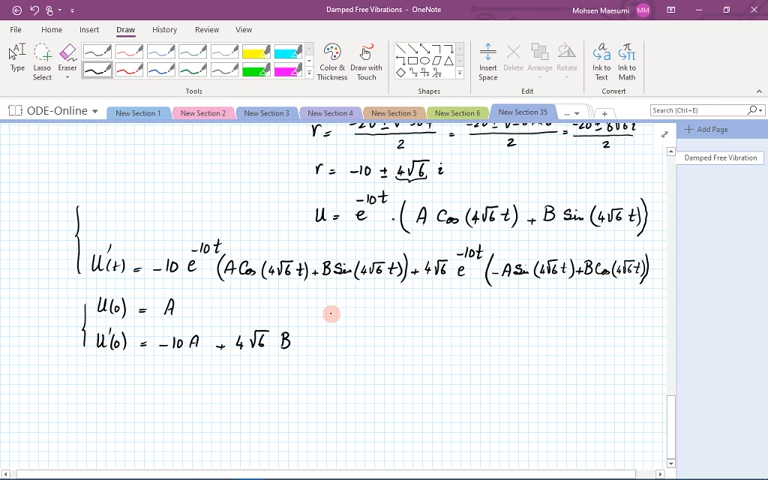 Damped Free Vibrations - OneNote
Mohsen Maesumi MM
File Home Insert Draw History Review View
Type Lasso Select Eraser Color & Thickness Draw with Touch Insert Space Delete Arrange Rotate Ink to Text Ink to Math
Tools Shapes Edit Convert
ODE-Online New Section 1 New Section 2 New Section 3 New Section 4 New Section 5 New Section 6 New Section 35 Search (Ctrl+E)
Add Page
Damped Free Vibration
r = -10 ± 4√6 i
u = e^{-10t} · (A Cos(4√6 t) + B Sin(4√6 t))
u'(t) = -10 e^{-10t} (A Cos(4√6 t) + B Sin(4√6 t)) + 4√6 e^{-10t} (-A Sin(4√6 t) + B Cos(4√6 t))
u(0) = A
u'(0) = -10 A + 4√6 B